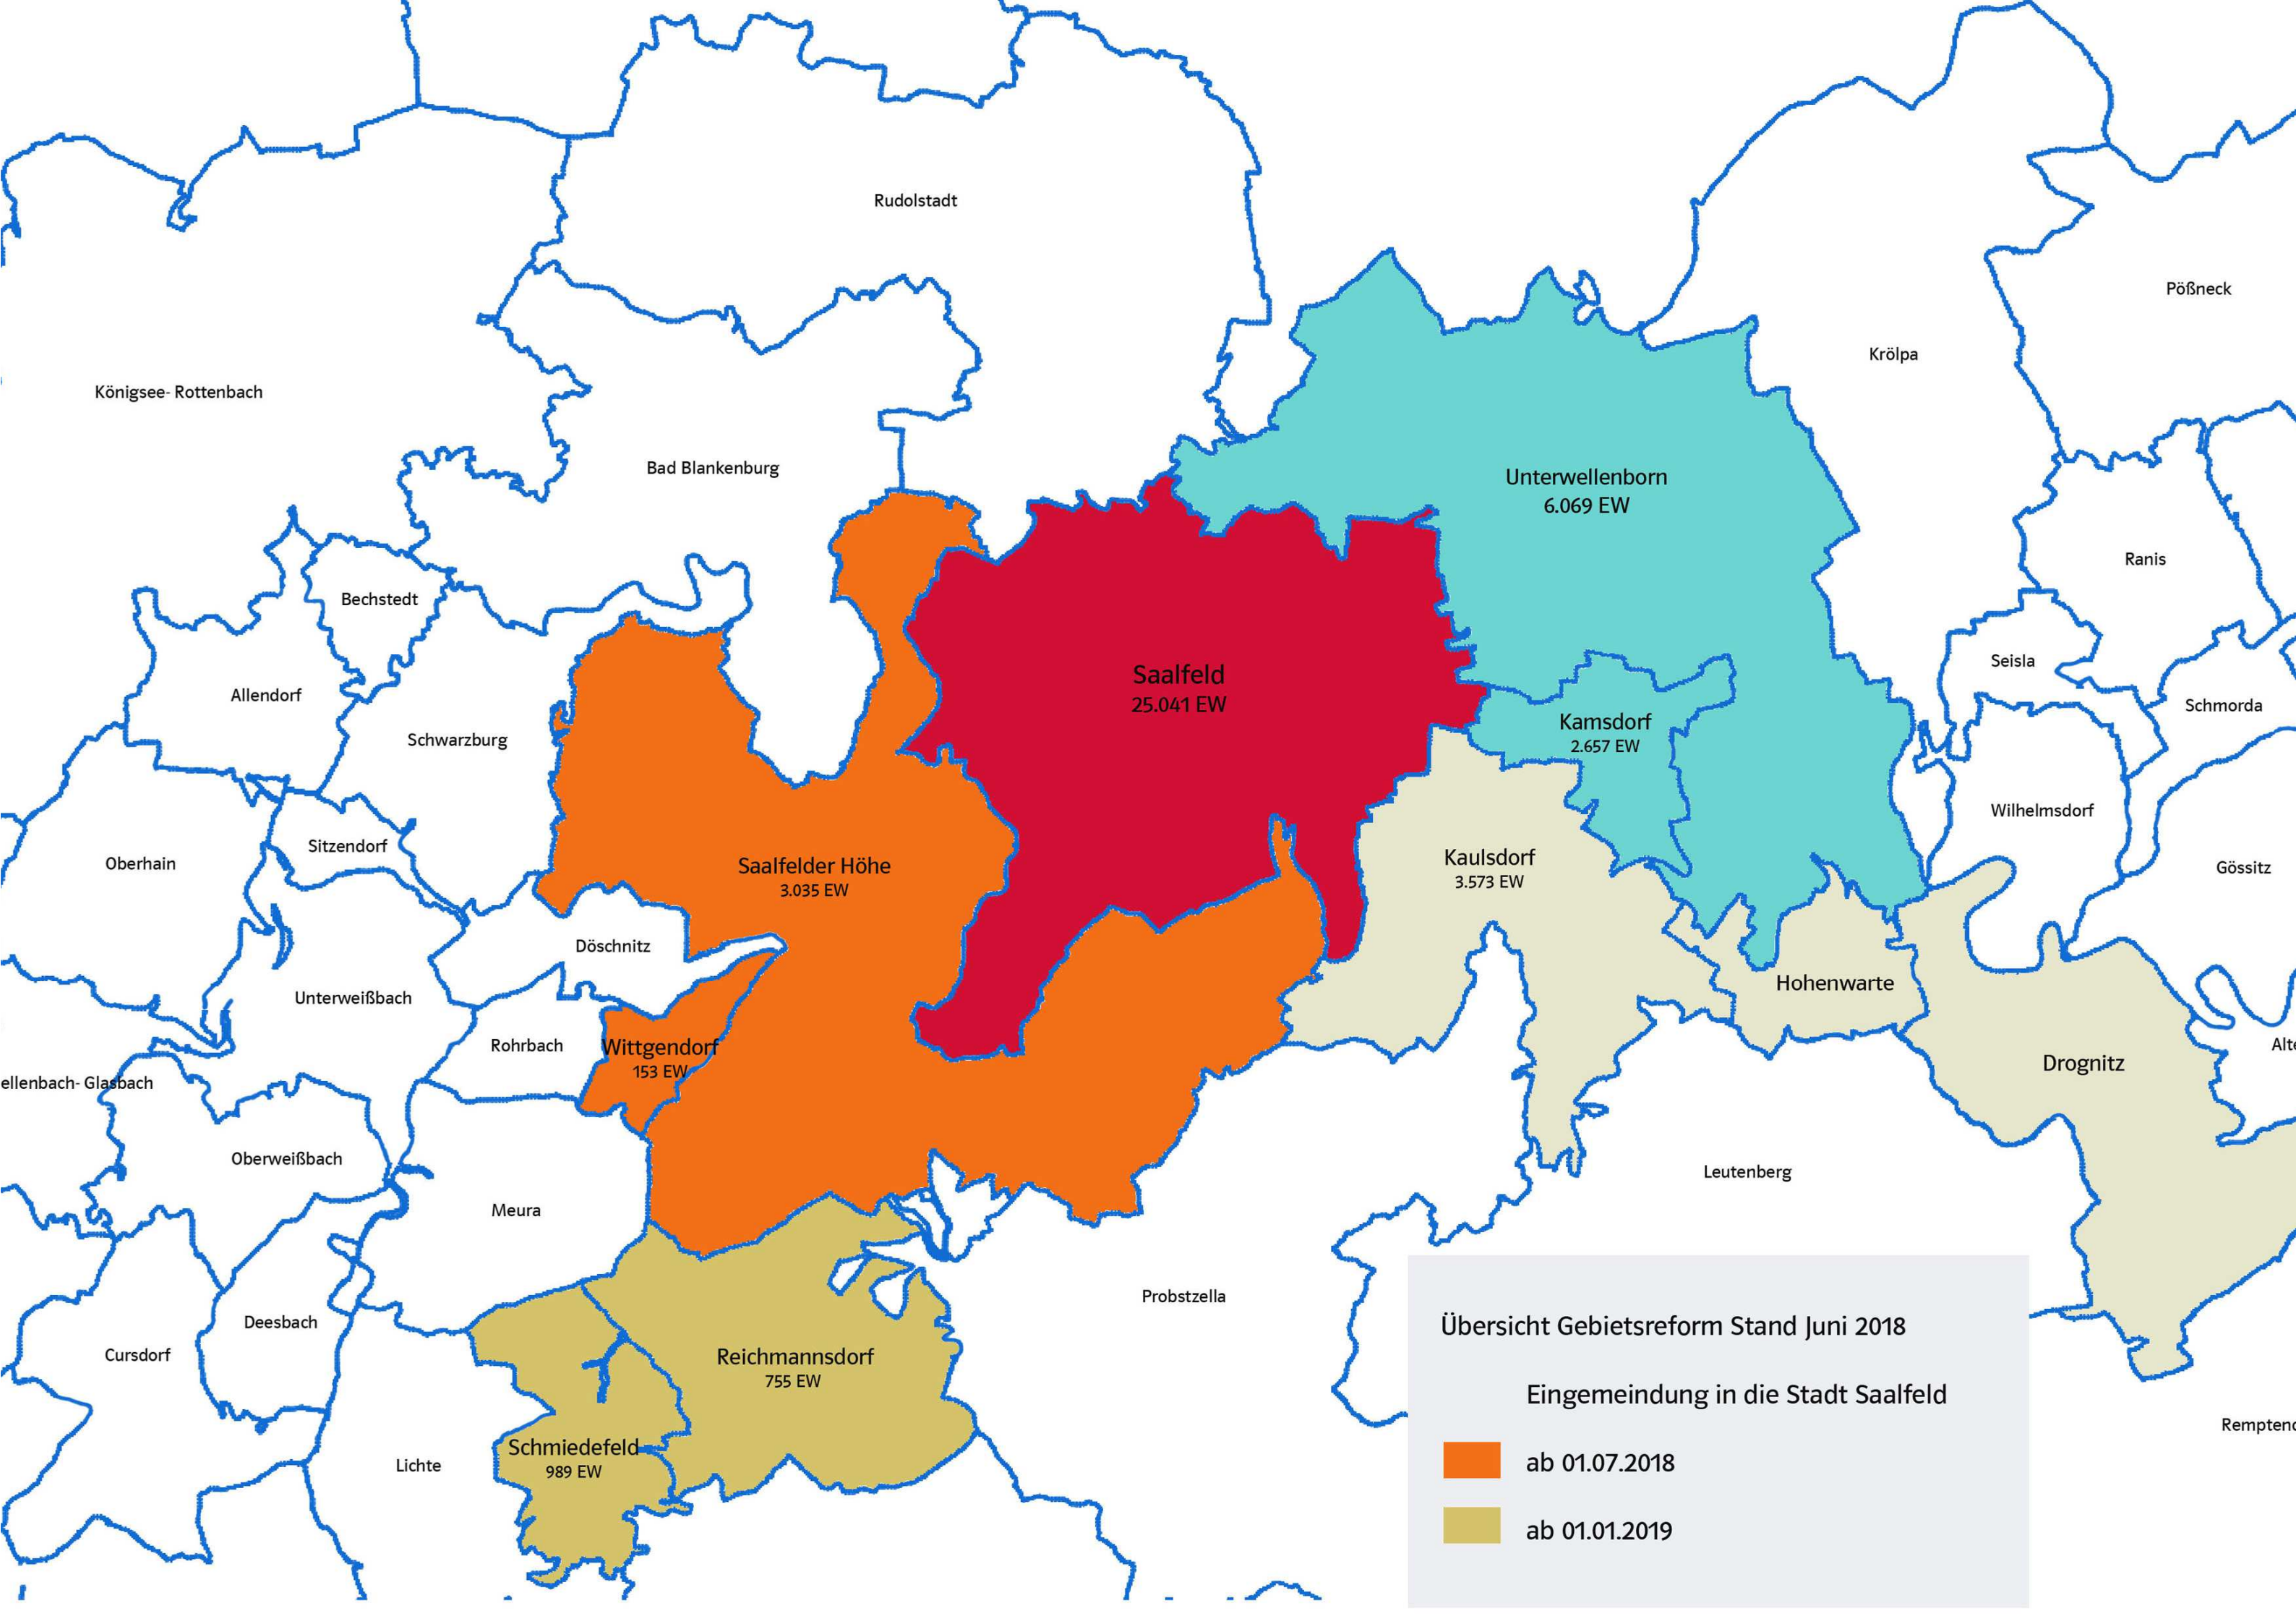 Rudolstadt
Pößneck
Krölpa
Königsee- Rottenbach
Bad Blankenburg
Unterwellenborn
6.069 EW
Ranis
Bechstedt
Seisla
Saalfeld
25.041 EW
Allendorf
Schmorda
Kamsdorf
2.657 EW
Schwarzburg
Wilhelmsdorf
Sitzendorf
Oberhain
Saalfelder Höhe
3.035 EW
Kaulsdorf
3.573 EW
Gössitz
Döschnitz
Unterweißbach
Hohenwarte
Rohrbach
Wittgendorf
153 EW
Alte
Drognitz
ellenbach- Glasbach
Oberweißbach
Leutenberg
Meura
Probstzella
Deesbach
Cursdorf
Reichmannsdorf
755 EW
Remptend
Schmiedefeld
989 EW
Lichte
Übersicht Gebietsreform Stand Juni 2018
Eingemeindung in die Stadt Saalfeld
ab 01.07.2018
ab 01.01.2019